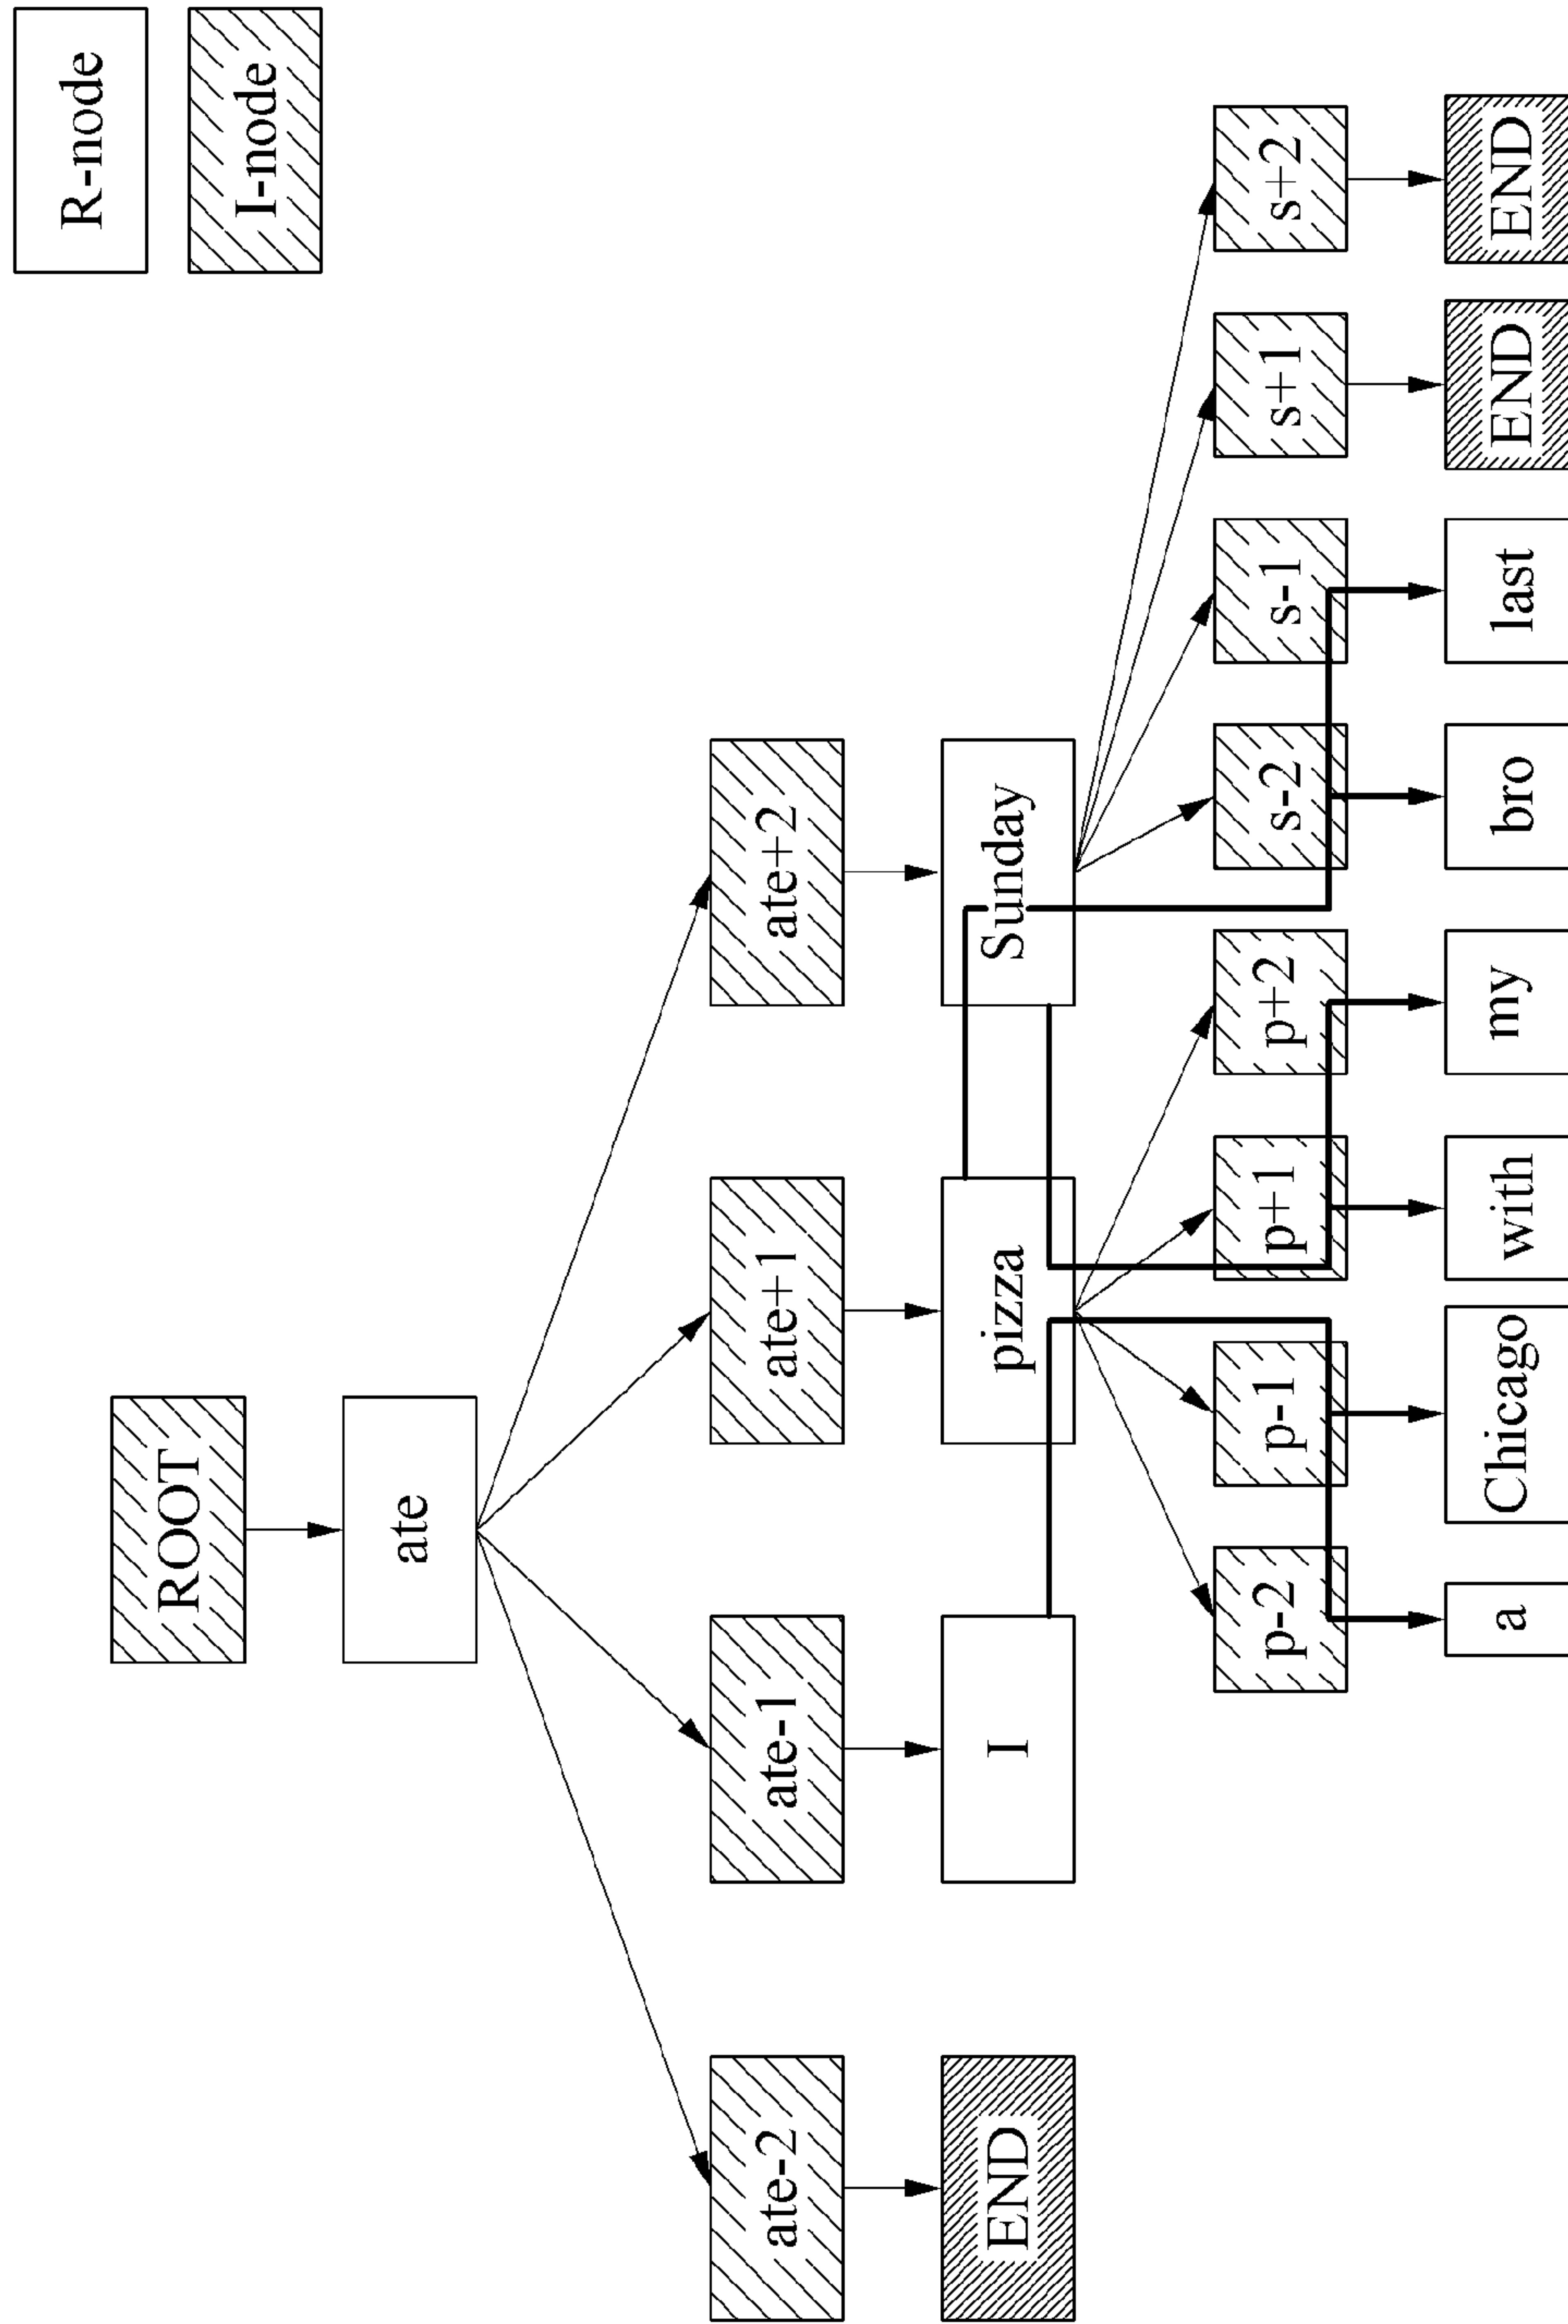 R-node
I-node
ROOT
ate
ate-2
ate-1
ate+1
ate+2
END
I
pizza
Sunday
p-2
p-1
p+1
p+2
s-2
s-1
s+1
s+2
a
Chicago
with
my
bro
last
END
END